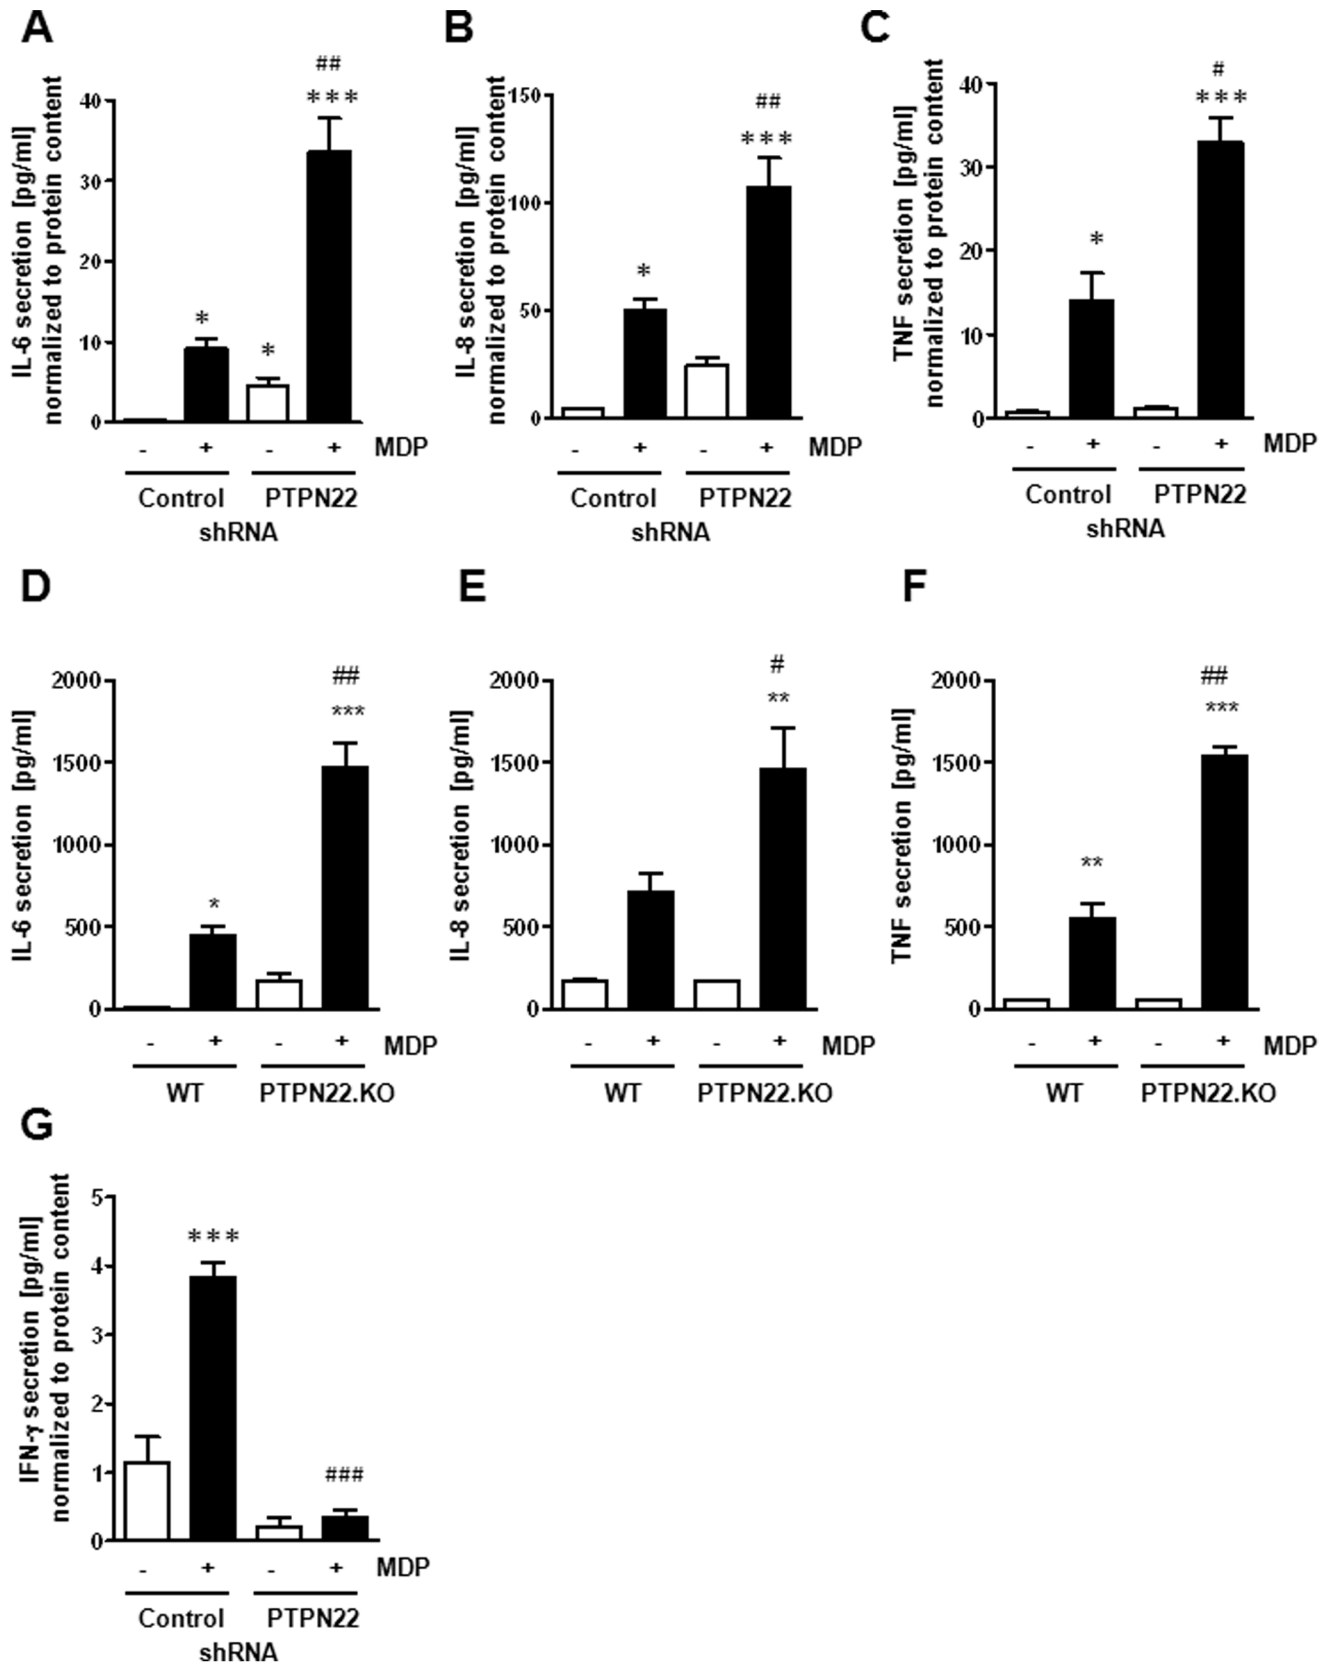 A
IL-6 secretion [pg/ml]
normalized to protein content
40
30
20
10
0
*
*
##
***
- + - + MDP
Control PTPN22
shRNA
B
IL-8 secretion [pg/ml]
normalized to protein content
150
100
50
0
*
##
***
- + - + MDP
Control PTPN22
shRNA
C
TNF secretion [pg/ml]
normalized to protein content
40
30
20
10
0
*
#
***
- + - + MDP
Control PTPN22
shRNA
D
IL-6 secretion [pg/ml]
2000
1500
1000
500
0
*
##
***
- + - + MDP
WT PTPN22.KO
E
IL-8 secretion [pg/ml]
2000
1500
1000
500
0
#
**
- + - + MDP
WT PTPN22.KO
F
TNF secretion [pg/ml]
2000
1500
1000
500
0
**
##
***
- + - + MDP
WT PTPN22.KO
G
IFN-γ secretion [pg/ml]
normalized to protein content
5
4
3
2
1
0
***
###
- + - + MDP
Control PTPN22
shRNA